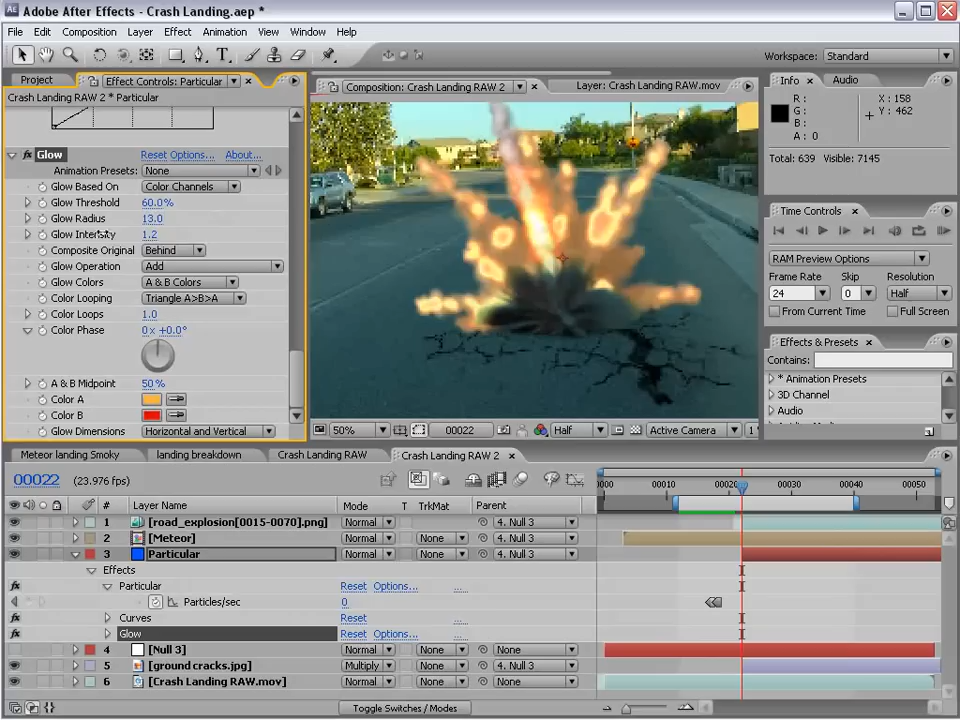 Adobe After Effects - Crash Landing.aep *
File Edit Composition Layer Effect Animation View Window Help
Workspace: Standard
Project Effect Controls: Particular
Crash Landing RAW 2 * Particular
Glow Reset Options... About...
Animation Presets: None
Glow Based On Color Channels
Glow Threshold 60.0%
Glow Radius 13.0
Glow Intensity 1.2
Composite Original Behind
Glow Operation Add
Glow Colors A & B Colors
Color Looping Triangle A>B>A
Color Loops 1.0
Color Phase 0 x +0.0°
A & B Midpoint 50%
Color A
Color B
Glow Dimensions Horizontal and Vertical
Composition: Crash Landing RAW 2 Layer: Crash Landing RAW.mov
50% 00022 Half Active Camera 1
Info Audio
R: X: 158
G: Y: 462
B:
A: 0
Total: 639 Visible: 7145
Time Controls
RAM Preview Options
Frame Rate Skip Resolution
24 0 Half
From Current Time Full Screen
Effects & Presets
Contains:
* Animation Presets
3D Channel
Audio
Meteor landing Smoky landing breakdown Crash Landing RAW Crash Landing RAW 2
00022 (23.976 fps)
0000 00010 00020 00030 00040 00050
# Layer Name Mode T TrkMat Parent
1 [road_explosion[0015-0070].png] Normal 4. Null 3
2 [Meteor] Normal None 4. Null 3
3 Particular Normal None 4. Null 3
Effects
Particular Reset Options... ...
Particles/sec 0
Curves Reset
Glow Reset Options... ...
4 [Null 3] Normal None None
5 [ground cracks.jpg] Multiply None 4. Null 3
6 [Crash Landing RAW.mov] Normal None None
Toggle Switches / Modes